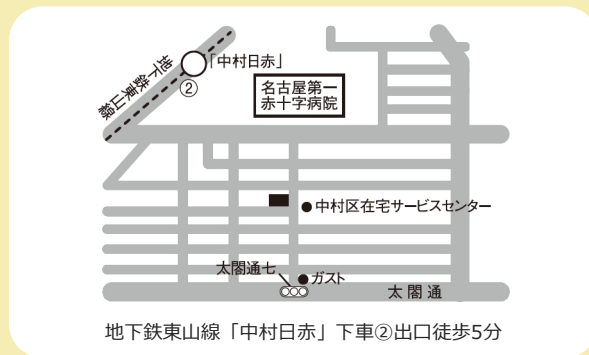 「中村日赤」
地下鉄東山線
②
名古屋第一
赤十字病院
中村区在宅サービスセンター
太閤通七
ガスト
太閤通
地下鉄東山線「中村日赤」下車②出口徒歩5分